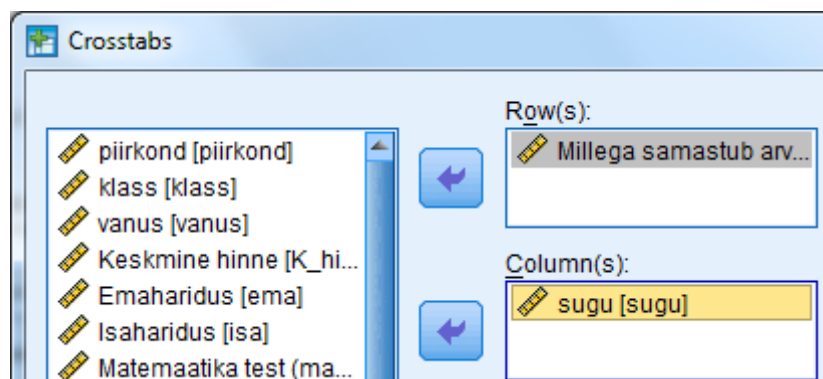 Crosstabs
piirkond [piirkond]
klass [klass]
vanus [vanus]
Keskmine hinne [K_hi...
Emaharidus [ema]
Isaharidus [isa]
Matemaatika test (ma...
Row(s):
Millega samastub arv...
Column(s):
sugu [sugu]